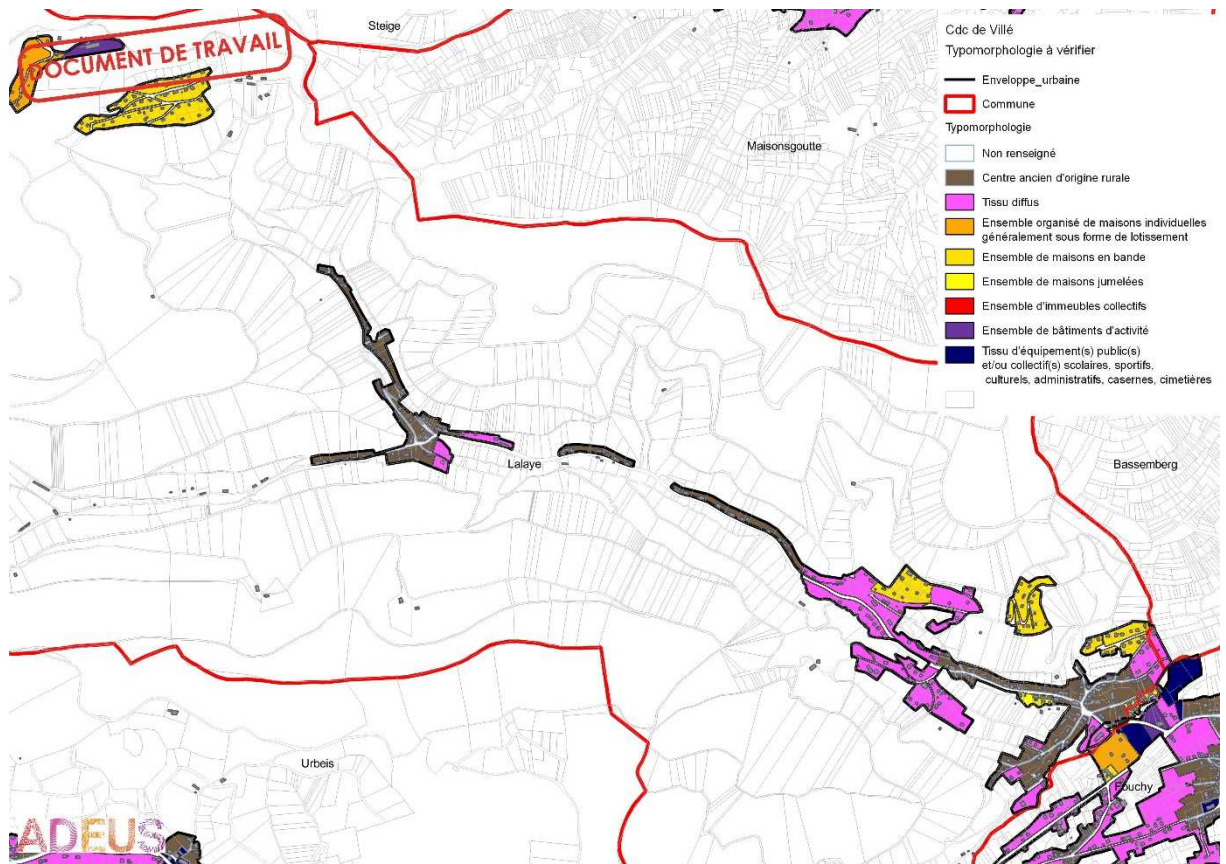 DOCUMENT DE TRAVAIL
Steige
Maisonsgoutte
Lalaye
Bassemberg
Urbeis
Fouchy
Cdc de Villé
Typomorphologie à vérifier
Enveloppe_urbaine
Commune
Typomorphologie
Non renseigné
Centre ancien d'origine rurale
Tissu diffus
Ensemble organisé de maisons individuelles
généralement sous forme de lotissement
Ensemble de maisons en bande
Ensemble de maisons jumelées
Ensemble d'immeubles collectifs
Ensemble de bâtiments d'activité
Tissu d'équipement(s) public(s)
et/ou collectif(s) scolaires, sportifs,
culturels, administratifs, casernes, cimetières
ADEUS